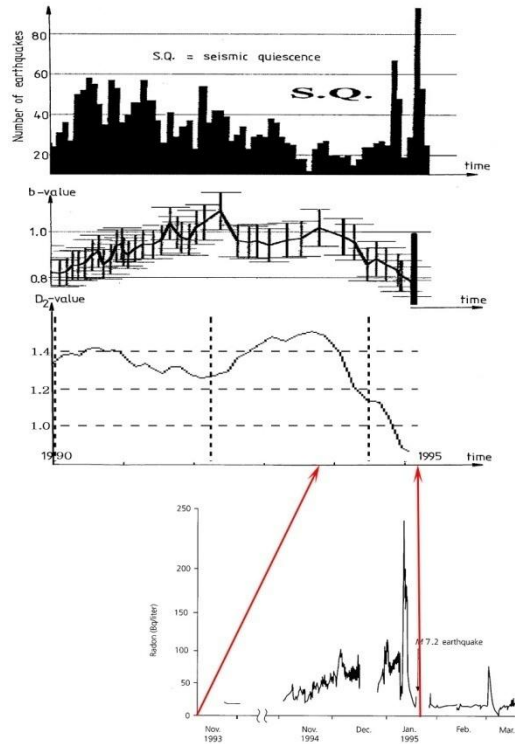 Number of earthquakes
80
60
40
20
S.Q. = seismic quiescence
S.Q.
time
b-value
1.0
0.8
time
D2-value
1.4
1.2
1.0
1990
1995
time
Radon (Bq/liter)
250
200
150
100
50
0
M 7.2 earthquake
Nov. 1993
Nov. 1994
Dec.
Jan. 1995
Feb.
Mar.